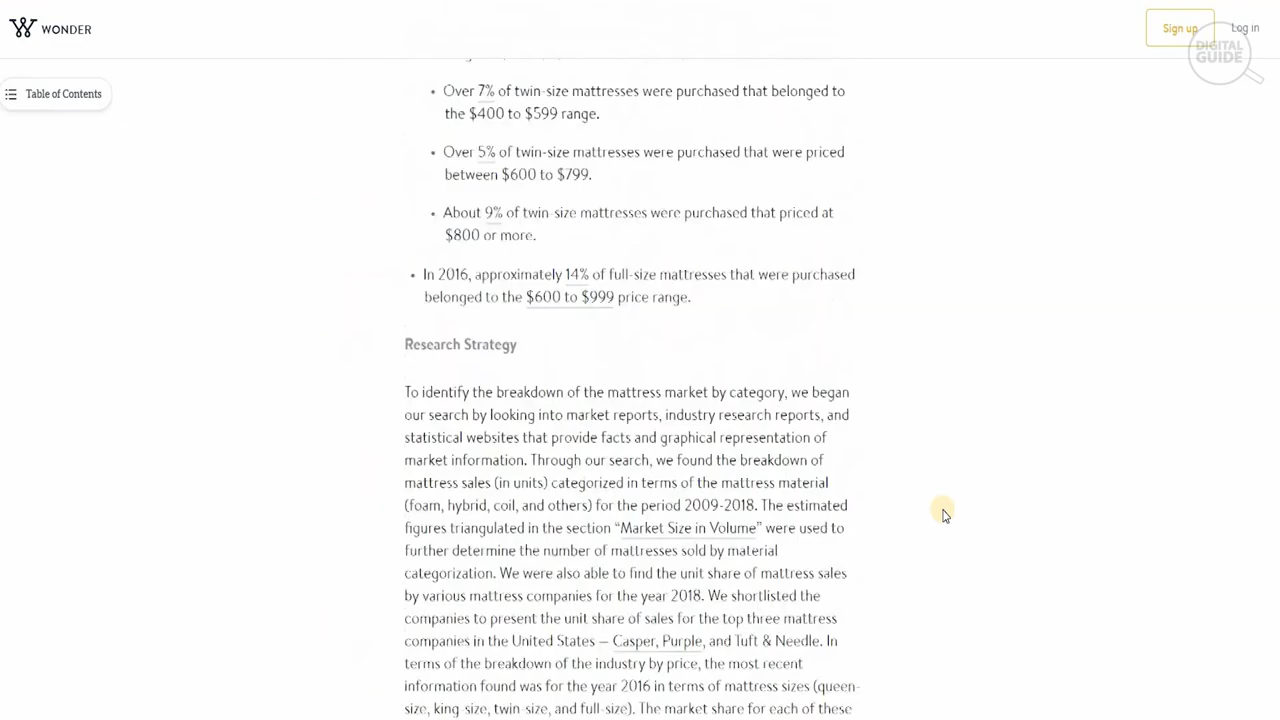 WONDER
Sign up
Log in
DIGITAL
GUIDE
Table of Contents
• Over 7% of twin-size mattresses were purchased that belonged to
the $400 to $599 range.
• Over 5% of twin-size mattresses were purchased that were priced
between $600 to $799.
• About 9% of twin-size mattresses were purchased that priced at
$800 or more.
• In 2016, approximately 14% of full-size mattresses that were purchased
belonged to the $600 to $999 price range.
Research Strategy
To identify the breakdown of the mattress market by category, we began
our search by looking into market reports, industry research reports, and
statistical websites that provide facts and graphical representation of
market information. Through our search, we found the breakdown of
mattress sales (in units) categorized in terms of the mattress material
(foam, hybrid, coil, and others) for the period 2009-2018. The estimated
figures triangulated in the section “Market Size in Volume” were used to
further determine the number of mattresses sold by material
categorization. We were also able to find the unit share of mattress sales
by various mattress companies for the year 2018. We shortlisted the
companies to present the unit share of sales for the top three mattress
companies in the United States – Casper, Purple, and Tuft & Needle. In
terms of the breakdown of the industry by price, the most recent
information found was for the year 2016 in terms of mattress sizes (queen-
size, king-size, twin-size, and full-size). The market share for each of these